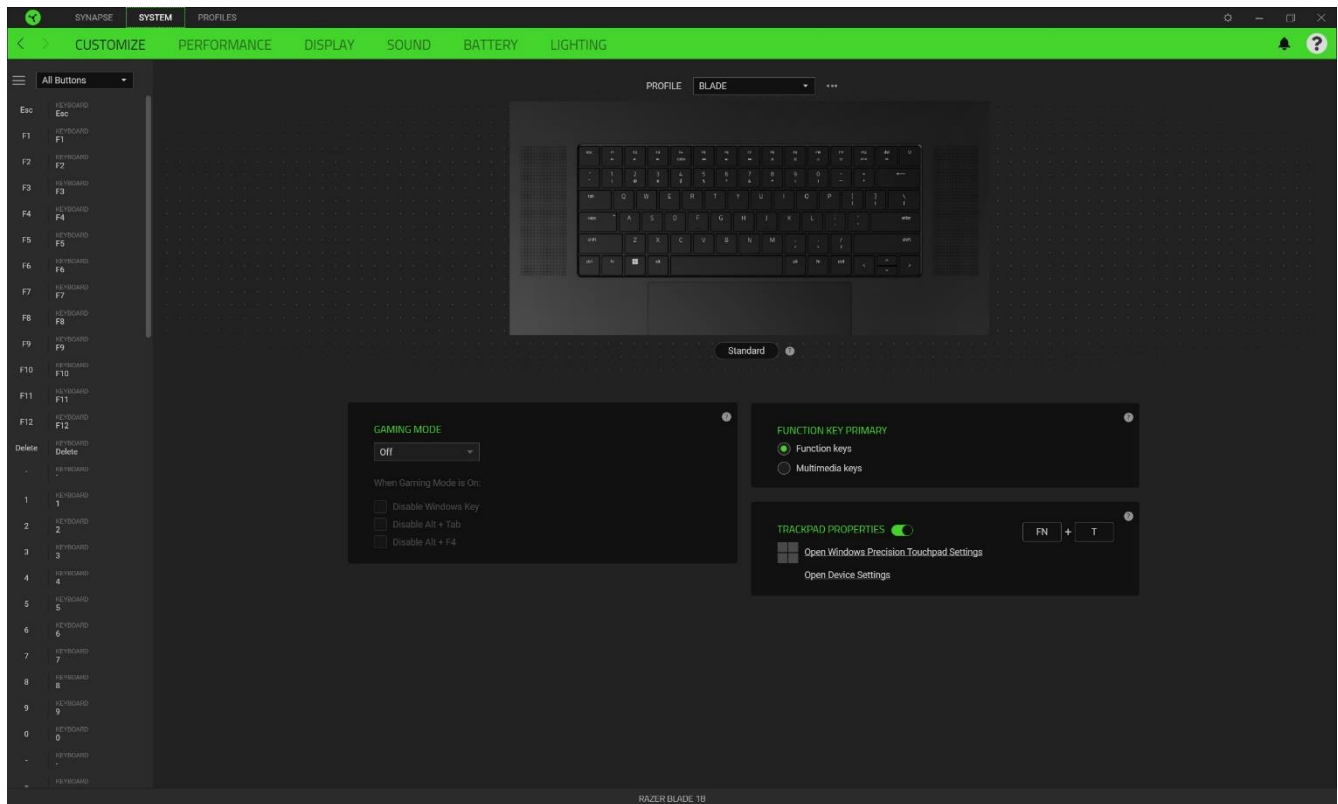 SYNAPSE SYSTEM PROFILES
CUSTOMIZE PERFORMANCE DISPLAY SOUND BATTERY LIGHTING
All Buttons
PROFILE BLADE
Esc KEYBOARD
Esc
F1 KEYBOARD
F1
F2 KEYBOARD
F2
F3 KEYBOARD
F3
F4 KEYBOARD
F4
F5 KEYBOARD
F5
F6 KEYBOARD
F6
F7 KEYBOARD
F7
F8 KEYBOARD
F8
F9 KEYBOARD
F9
Standard
F10 KEYBOARD
F10
F11 KEYBOARD
F11
F12 KEYBOARD
F12
Delete KEYBOARD
Delete
KEYBOARD
1 KEYBOARD
1
2 KEYBOARD
2
3 KEYBOARD
3
4 KEYBOARD
4
5 KEYBOARD
5
6 KEYBOARD
6
7 KEYBOARD
7
8 KEYBOARD
8
9 KEYBOARD
9
0 KEYBOARD
0
- KEYBOARD
-
KEYBOARD
GAMING MODE
Off
When Gaming Mode is On:
Disable Windows Key
Disable Alt + Tab
Disable Alt + F4
FUNCTION KEY PRIMARY
Function keys
Multimedia keys
TRACKPAD PROPERTIES FN + T
Open Windows Precision Touchpad Settings
Open Device Settings
RAZER BLADE 18